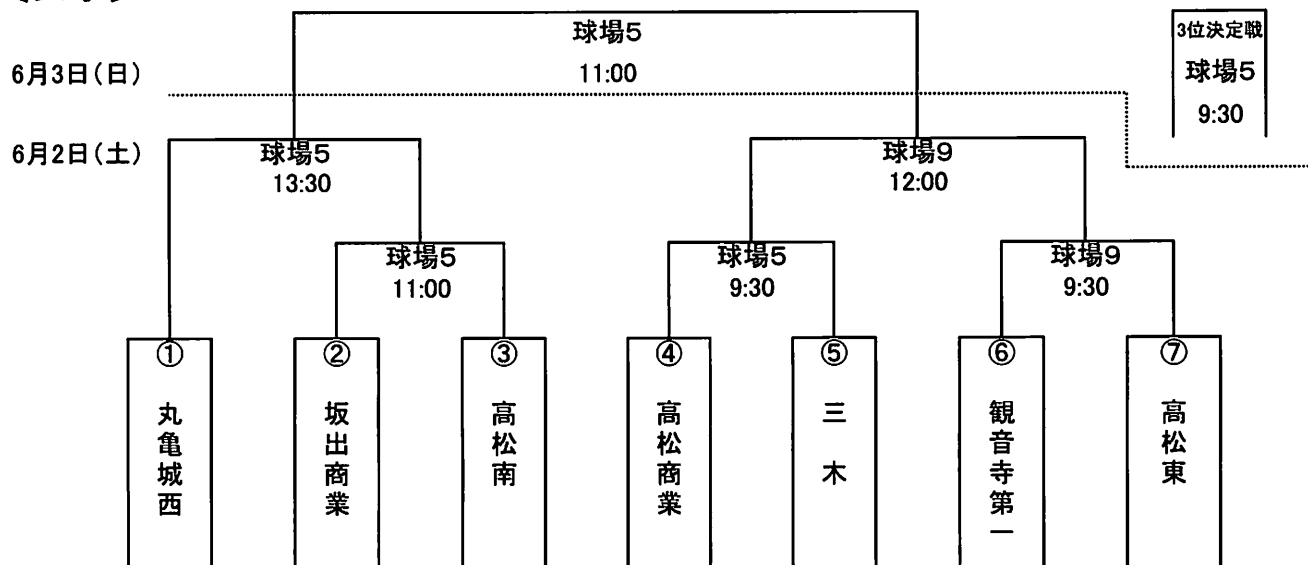 球場5
3位決定戦
6月3日(日)
11:00
球場5
9:30
6月2日(土)
球場5
13:30
球場9
12:00
球場5
11:00
球場5
9:30
球場9
9:30
①
丸亀城西
②
坂出商業
③
高松南
④
高松商業
⑤
三木
⑥
観音寺第一
⑦
高松東